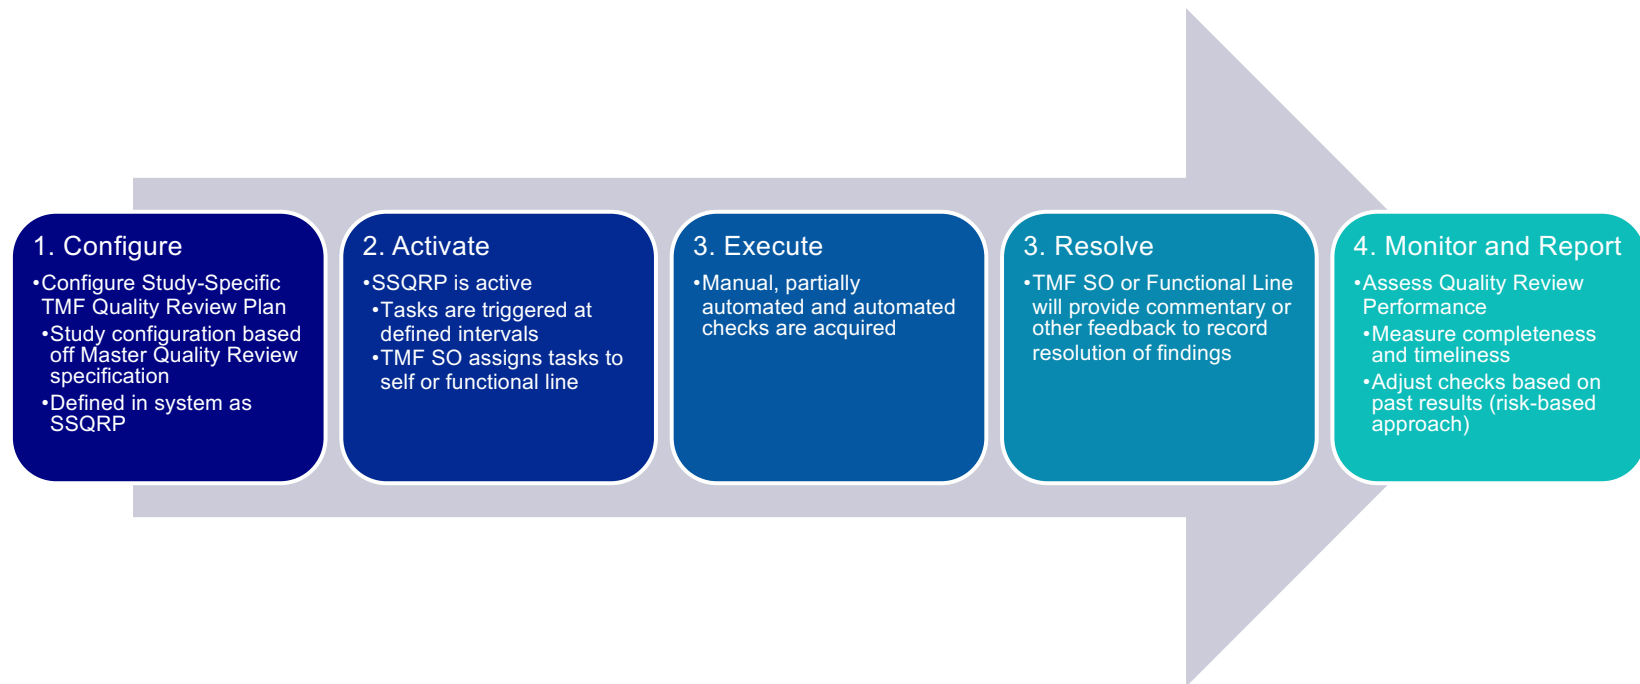 1. Configure
•Configure Study-Specific
TMF Quality Review Plan
•Study configuration based
off Master Quality Review
specification
•Defined in system as
SSQRP
2. Activate
•SSQRP is active
•Tasks are triggered at
defined intervals
•TMF SO assigns tasks to
self or functional line
3. Execute
•Manual, partially
automated and automated
checks are acquired
3. Resolve
•TMF SO or Functional Line
will provide commentary or
other feedback to record
resolution of findings
4. Monitor and Report
•Assess Quality Review
Performance
•Measure completeness
and timeliness
•Adjust checks based on
past results (risk-based
approach)